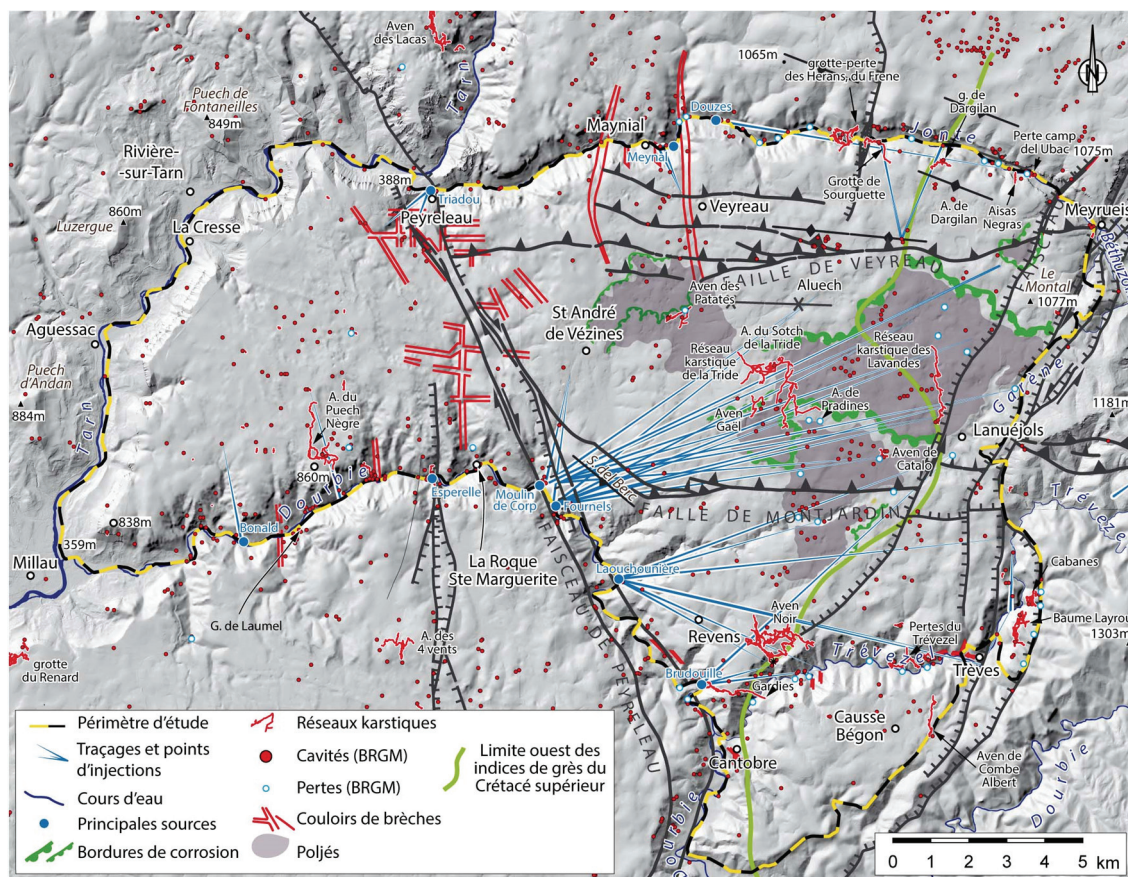 Aven
des Lacas
Tarn
1065m
grotte-perte
des Herans, du Frene
N
Puech de
Fontaneilles
849m
Douzes
g. de
Dargilan
Jonte
Maynial
Meynal
Perte camp
del Ubac
1075m
Rivière-
sur-Tarn
388m
Triadou
Peyreleau
Grotte de
Sourguette
Veyreau
A. de
Dargilan
Aisas
Negras
Meyrueis
860m
Luzergue
La Cresse
Béthuzon
FAILLE DE VEYREAU
Aluech
Aven des
Patates
Le
Montal
1077m
St André
de Vézines
A. du Sotch
de la Tride
Réseau
karstique
de la Tride
Réseau
karstique des
Lavandes
Aguessac
Puech
d'Andan
884m
Tarn
A. du
Puech
Nègre
A. de
Pradines
Aven
Gaël
Garène
1181m
Lanuéjols
Aven de
Catalo
860m
Dourbie
Esperelle
Moulin
de Corp
S. del Berc
Fournels
FAILLE DE MONTJARDIN
Trévezel
838m
Bonald
359m
Millau
La Roque
Ste Marguerite
FAISCEAU DE PEYRELEAU
Laouchounière
Cabanes
G. de Laumel
Aven
Noir
Revens
Baume Layrou
1303m
A. des
4 vents
Pertes du
Trévezel
Trévezel
Trèves
grotte
du Renard
Brudouille
Gardies
Causse
Bégon
Cantobre
Aven de
Combe
Albert
Dourbie
Dourbie
Périmètre d'étude
Traçages et points
d'injections
Cours d'eau
Principales sources
Bordures de corrosion
Réseaux karstiques
Cavités (BRGM)
Pertes (BRGM)
Couloirs de brèches
Poljés
Limite ouest des
indices de grès du
Crétacé supérieur
0 1 2 3 4 5 km